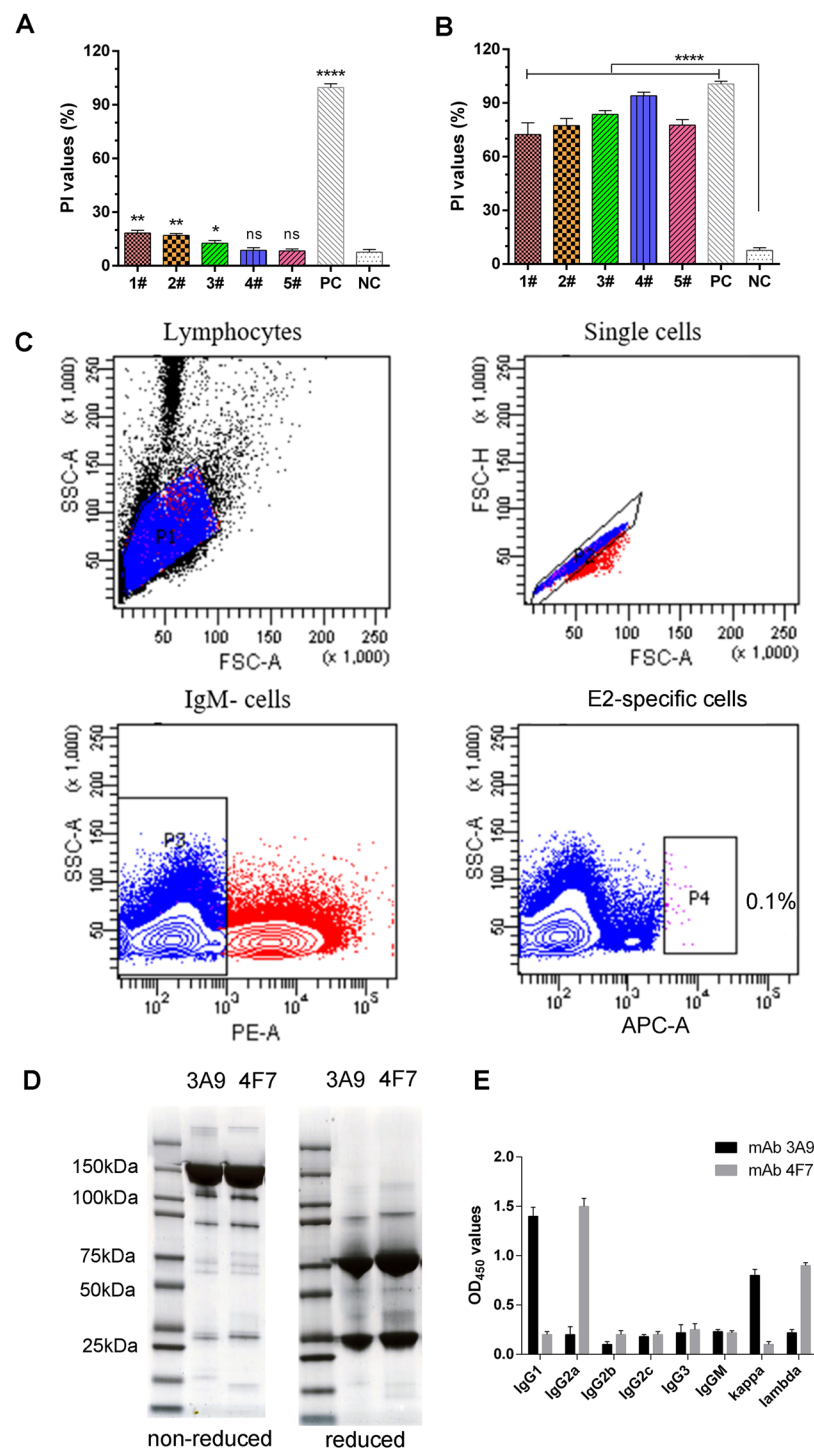 A
PI values (%)
120
90
60
30
0
** ** * ns ns ****
1# 2# 3# 4# 5# PC NC
B
PI values (%)
120
90
60
30
0
****
1# 2# 3# 4# 5# PC NC
C
Lymphocytes
SSC-A
(x 1,000)
250
200
150
100
50
P1
50 100 150 200 250
FSC-A
(x 1,000)
Single cells
FSC-H
(x 1,000)
250
200
150
100
50
P2
50 100 150 200 250
FSC-A
(x 1,000)
IgM- cells
SSC-A
(x 1,000)
250
200
150
100
50
P3
10² 10³ 10⁴ 10⁵
PE-A
E2-specific cells
SSC-A
(x 1,000)
250
200
150
100
50
P4
0.1%
10² 10³ 10⁴ 10⁵
APC-A
D
3A9 4F7
3A9 4F7
150kDa
100kDa
75kDa
50kDa
25kDa
non-reduced
reduced
E
mAb 3A9
mAb 4F7
OD450 values
2.0
1.5
1.0
0.5
0.0
IgG1 IgG2a IgG2b IgG2c IgG3 IgGM kappa lambda